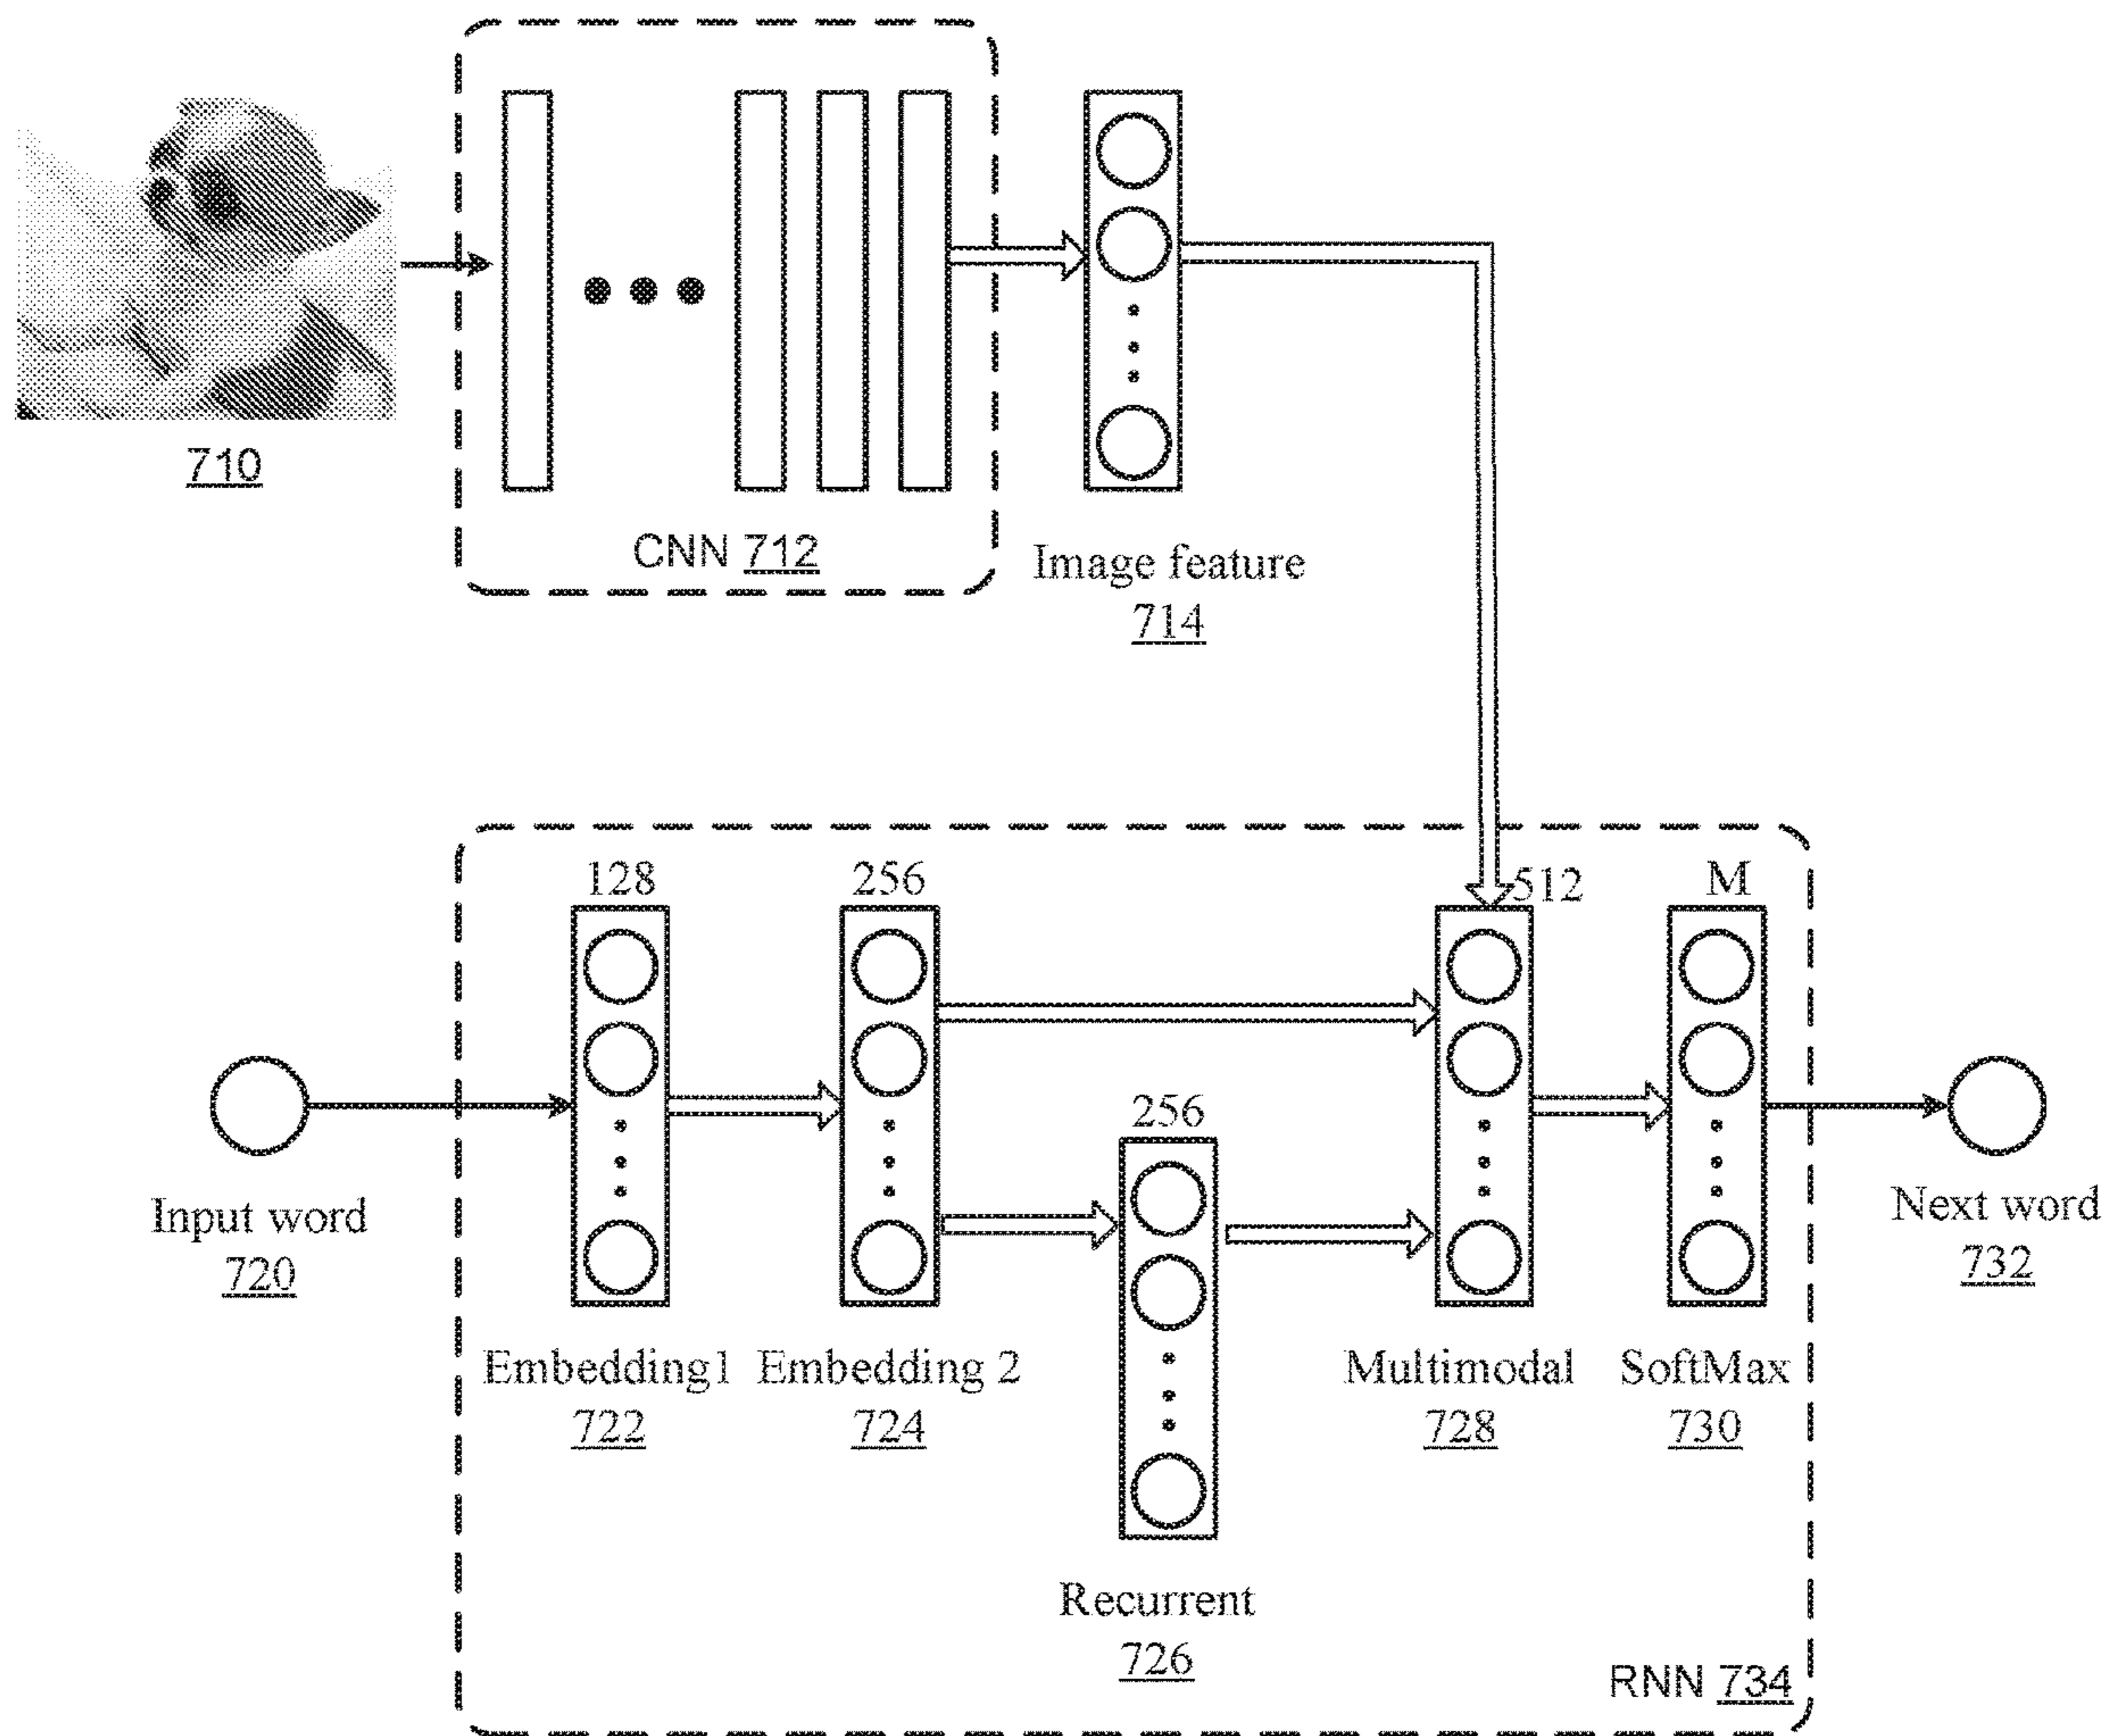 710
CNN 712
Image feature
714
128
256
512
M
256
Input word
720
Next word
732
Embedding1
722
Embedding 2
724
Multimodal
728
SoftMax
730
Recurrent
726
RNN 734